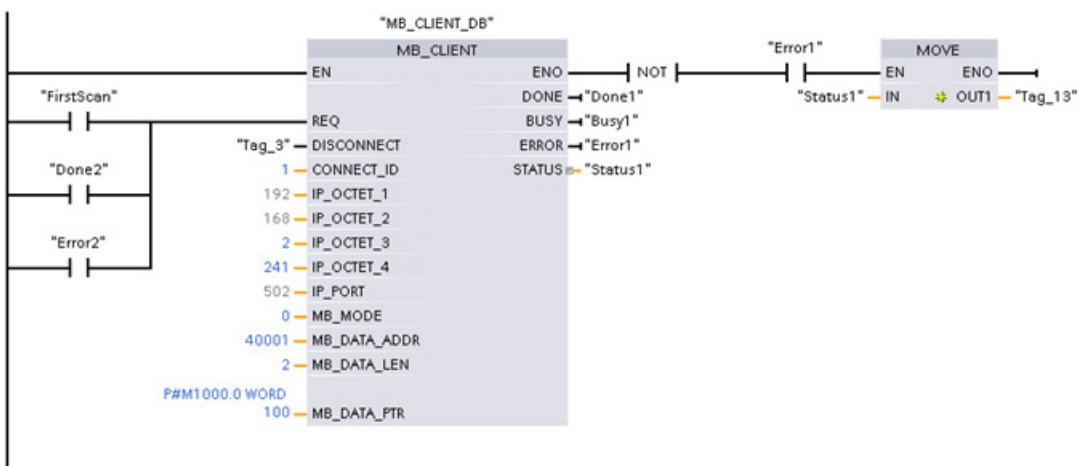 "MB_CLIENT_DB"
MB_CLIENT
"Error1"
MOVE
EN ENO
NOT
EN ENO
"FirstScan"
DONE "Done1"
"Status1" IN OUT1 "Tag_13"
REQ BUSY "Busy1"
"Tag_3" DISCONNECT ERROR "Error1"
"Done2"
1 CONNECT_ID STATUS "Status1"
192 IP_OCTET_1
168 IP_OCTET_2
"Error2"
2 IP_OCTET_3
241 IP_OCTET_4
502 IP_PORT
0 MB_MODE
40001 MB_DATA_ADDR
2 MB_DATA_LEN
P#M1000.0 WORD
100 MB_DATA_PTR